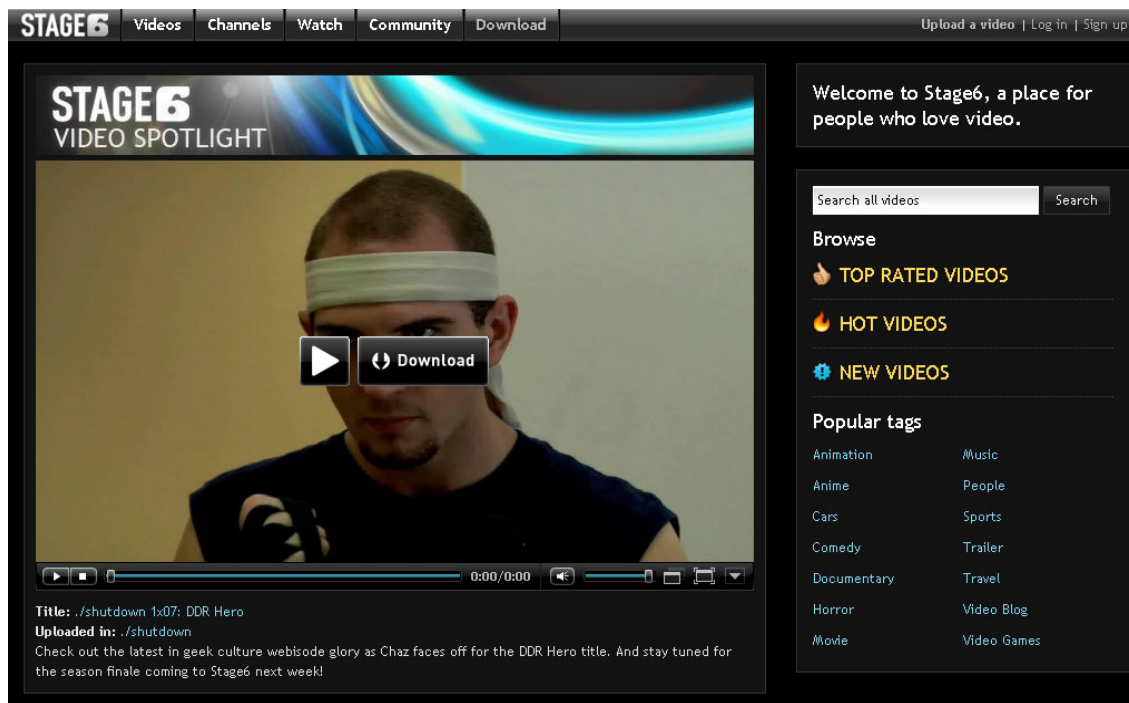 STAGE6 Videos Channels Watch Community Download Upload a video | Log in | Sign up
STAGE6
VIDEO SPOTLIGHT
Download
0:00/0:00
Title: ./shutdown 1x07: DDR Hero
Uploaded in: ./shutdown
Check out the latest in geek culture webisode glory as Chaz faces off for the DDR Hero title. And stay tuned for
the season finale coming to Stage6 next week!
Welcome to Stage6, a place for
people who love video.
Search all videos Search
Browse
TOP RATED VIDEOS
HOT VIDEOS
NEW VIDEOS
Popular tags
Animation Music
Anime People
Cars Sports
Comedy Trailer
Documentary Travel
Horror Video Blog
Movie Video Games